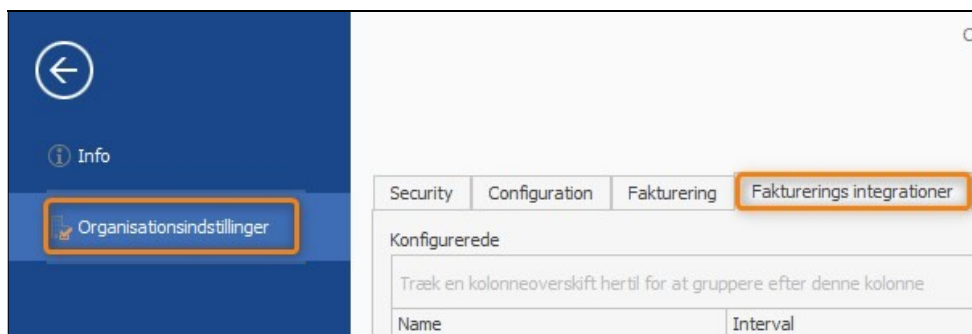 Info
Organisationsindstillinger
Security Configuration Fakturering Fakturerings integrationer
Konfigurerede
Træk en kolonneoverskift hertil for at gruppere efter denne kolonne
Name Interval